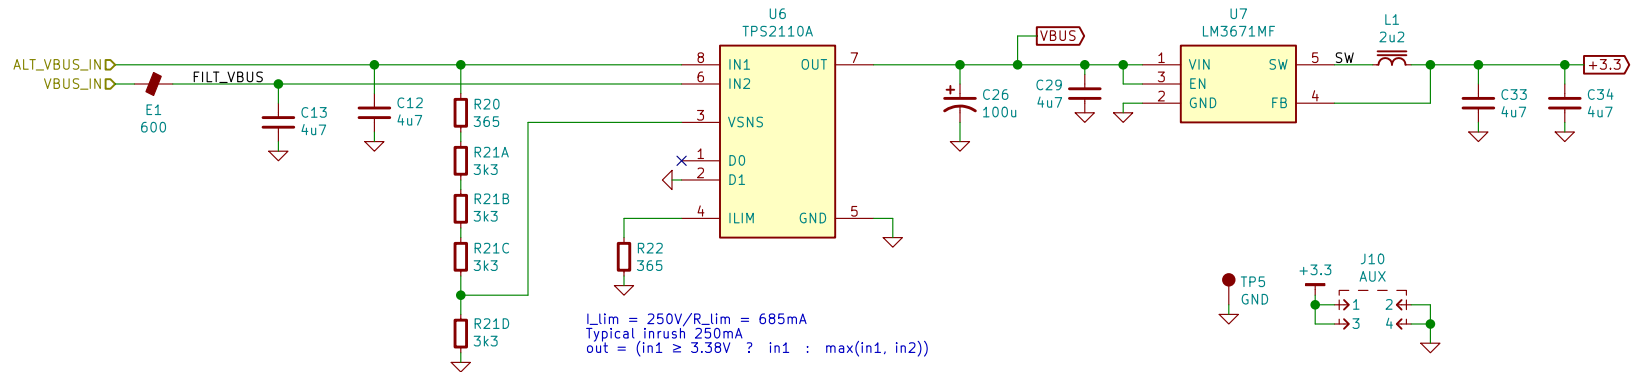 U6
TPS2110A
8
IN1
6
IN2
3
VSNS
1
D0
2
D1
4
ILIM
OUT
7
GND
5
ALT_VBUS_IN
VBUS_IN
FILT_VBUS
E1
600
C13
4u7
C12
4u7
R20
365
R21A
3k3
R21B
3k3
R21C
3k3
R21D
3k3
R22
365
I_lim = 250V/R_lim = 685mA
Typical inrush 250mA
out = (in1 ≥ 3.38V ? in1 : max(in1, in2))
VBUS
C26
100u
C29
4u7
U7
LM3671MF
1
VIN
3
EN
2
GND
SW
5
FB
4
SW
L1
2u2
+3.3
C33
4u7
C34
4u7
TP5
GND
+3.3
J10
AUX
1
2
3
4